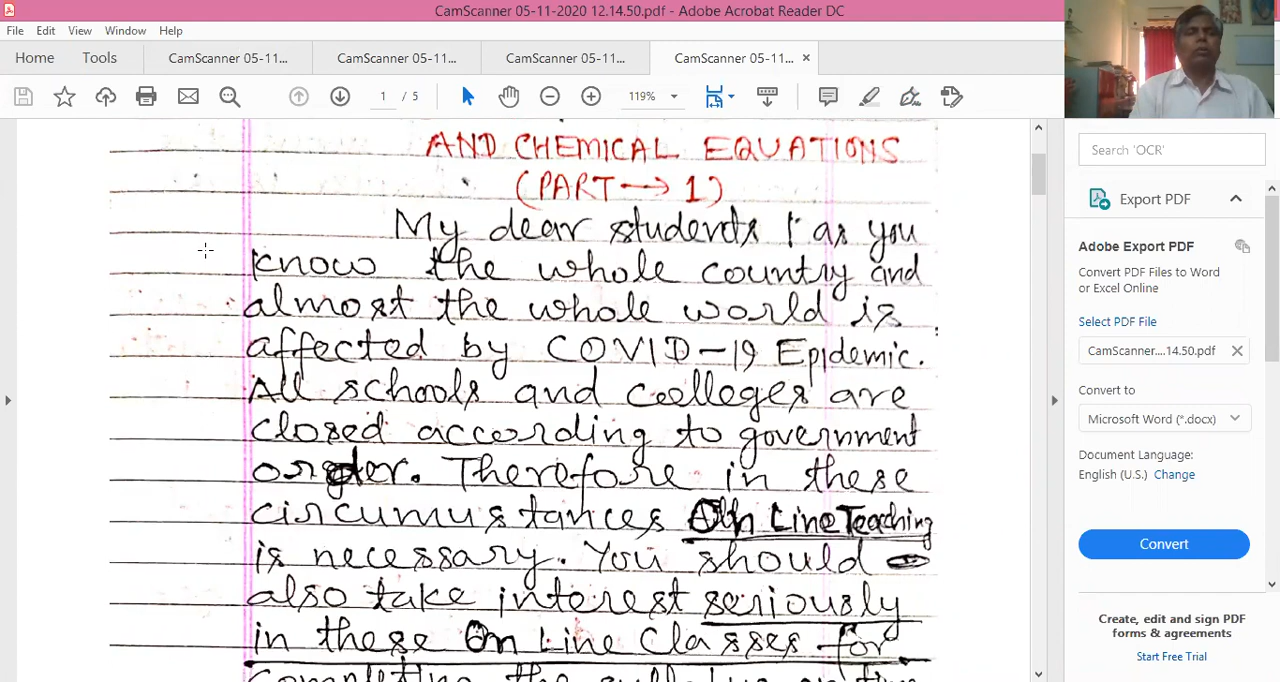 CamScanner 05-11-2020 12.14.50.pdf - Adobe Acrobat Reader DC
File Edit View Window Help
Home Tools CamScanner 05-11... CamScanner 05-11... CamScanner 05-11... CamScanner 05-11... ×
1 / 5 119%
AND CHEMICAL EQUATIONS
(PART → 1)
My dear students ! as you
know the whole country and
almost the whole world is
affected by COVID-19 Epidemic.
All schools and colleges are
closed according to government
order. Therefore in these
circumustances On Line Teaching
is necessary. You should
also take interest seriously
in these On Line Classes for
completing the syllabus on time
Search 'OCR'
Export PDF
Adobe Export PDF
Convert PDF Files to Word
or Excel Online
Select PDF File
CamScanner....14.50.pdf
Convert to
Microsoft Word (*.docx)
Document Language:
English (U.S.) Change
Convert
Create, edit and sign PDF
forms & agreements
Start Free Trial